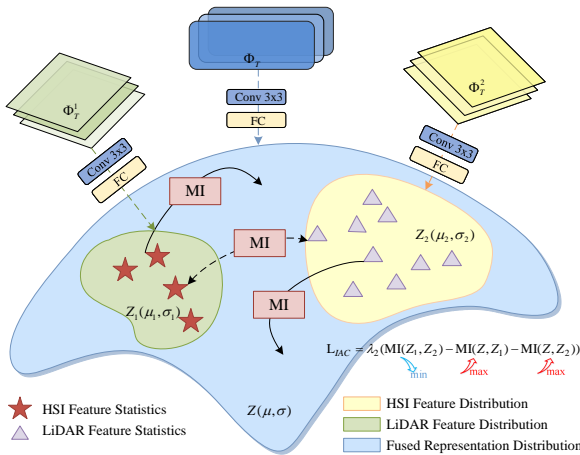 Φ_T
Φ_T^1
Φ_T^2
Conv 3x3
FC
Conv 3x3
FC
Conv 3x3
FC
MI
MI
MI
Z_2(μ_2,σ_2)
Z_1(μ_1,σ_1)
L_{IAC} = λ_2(MI(Z_1,Z_2)−MI(Z,Z_1)−MI(Z,Z_2))
min
max
max
Z(μ,σ)
HSI Feature Statistics
LiDAR Feature Statistics
HSI Feature Distribution
LiDAR Feature Distribution
Fused Representation Distribution